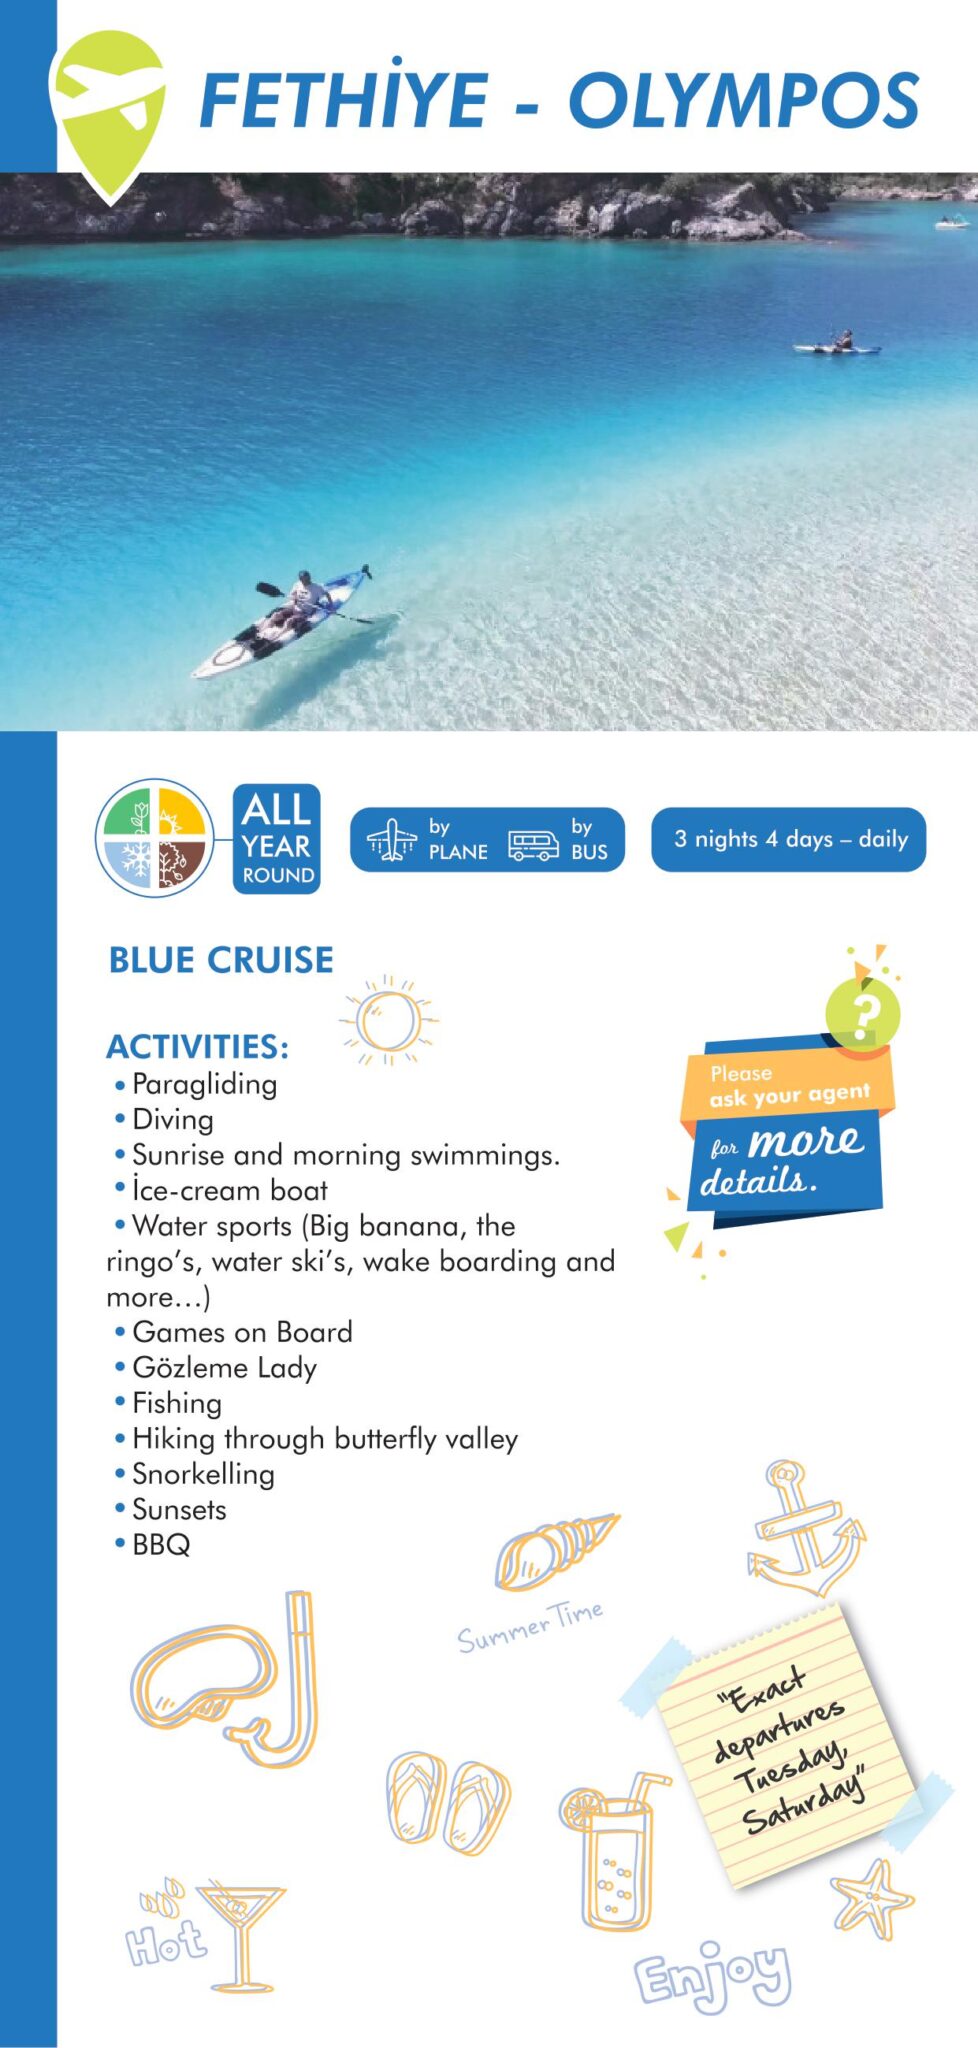 FETHİYE - OLYMPOS
ALL
YEAR
ROUND
by
PLANE
by
BUS
3 nights 4 days – daily
BLUE CRUISE
ACTIVITIES:
• Paragliding
• Diving
• Sunrise and morning swimmings.
• İce-cream boat
• Water sports (Big banana, the
ringo's, water ski's, wake boarding and
more...)
• Games on Board
• Gözleme Lady
• Fishing
• Hiking through butterfly valley
• Snorkelling
• Sunsets
• BBQ
?
Please
ask your agent
for more
details.
Summer Time
"Exact
departures
Tuesday,
Saturday"
Hot
Enjoy